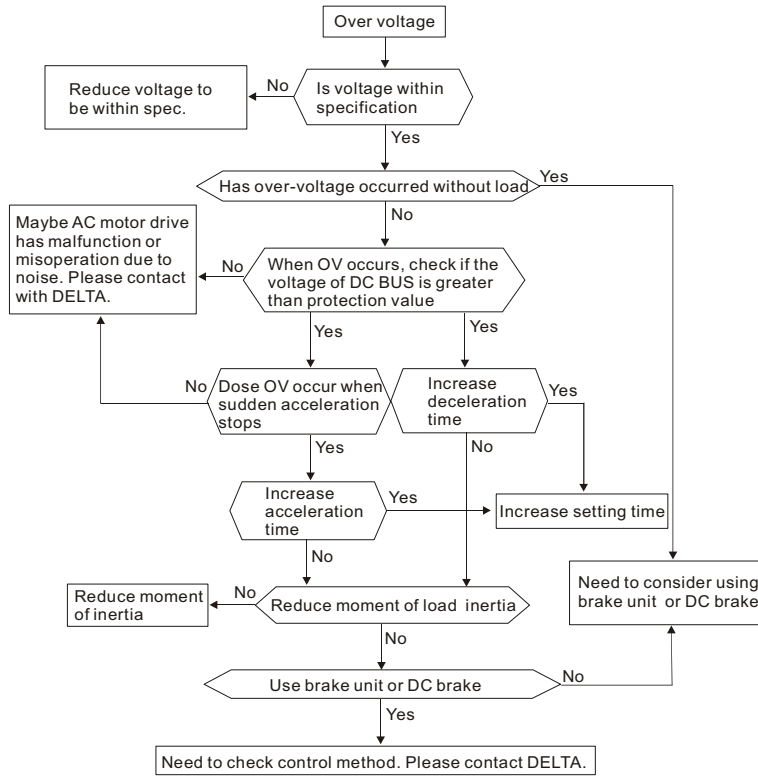 Over voltage
Is voltage within
specification
No
Reduce voltage to
be within spec.
Yes
Has over-voltage occurred without load
Yes
No
Maybe AC motor drive
has malfunction or
misoperation due to
noise. Please contact
with DELTA.
No
When OV occurs, check if the
voltage of DC BUS is greater
than protection value
Yes
Yes
No
Dose OV occur when
sudden acceleration
stops
Increase
deceleration
time
Yes
Yes
No
Increase
acceleration
time
Yes
Increase setting time
No
Need to consider using
brake unit or DC brake
Reduce moment
of inertia
No
Reduce moment of load inertia
No
Use brake unit or DC brake
No
Yes
Need to check control method. Please contact DELTA.